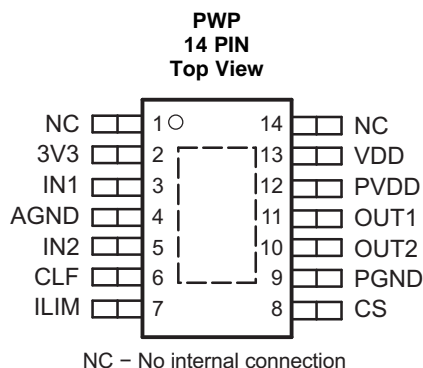 PWP
14 PIN
Top View
NC 1 14 NC
3V3 2 13 VDD
IN1 3 12 PVDD
AGND 4 11 OUT1
IN2 5 10 OUT2
CLF 6 9 PGND
ILIM 7 8 CS
NC − No internal connection